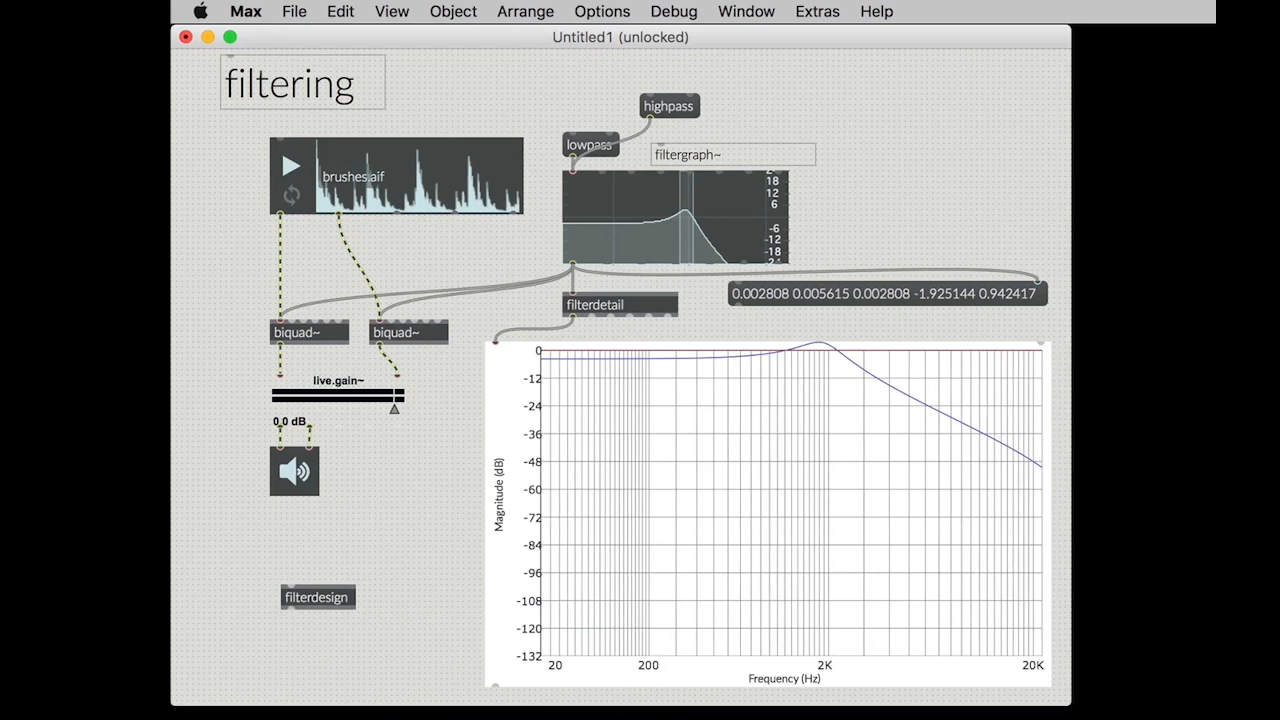 Max File Edit View Object Arrange Options Debug Window Extras Help
Untitled1 (unlocked)
filtering
highpass
lowpass
filtergraph~
brushes.aif
18
12
6
-6
-12
-18
0.002808 0.005615 0.002808 -1.925144 0.942417
filterdetail
biquad~ biquad~
live.gain~
0.0 dB
filterdesign
0
-12
-24
-36
-48
-60
-72
-84
-96
-108
-120
-132
Magnitude (dB)
20 200 2K 20K
Frequency (Hz)